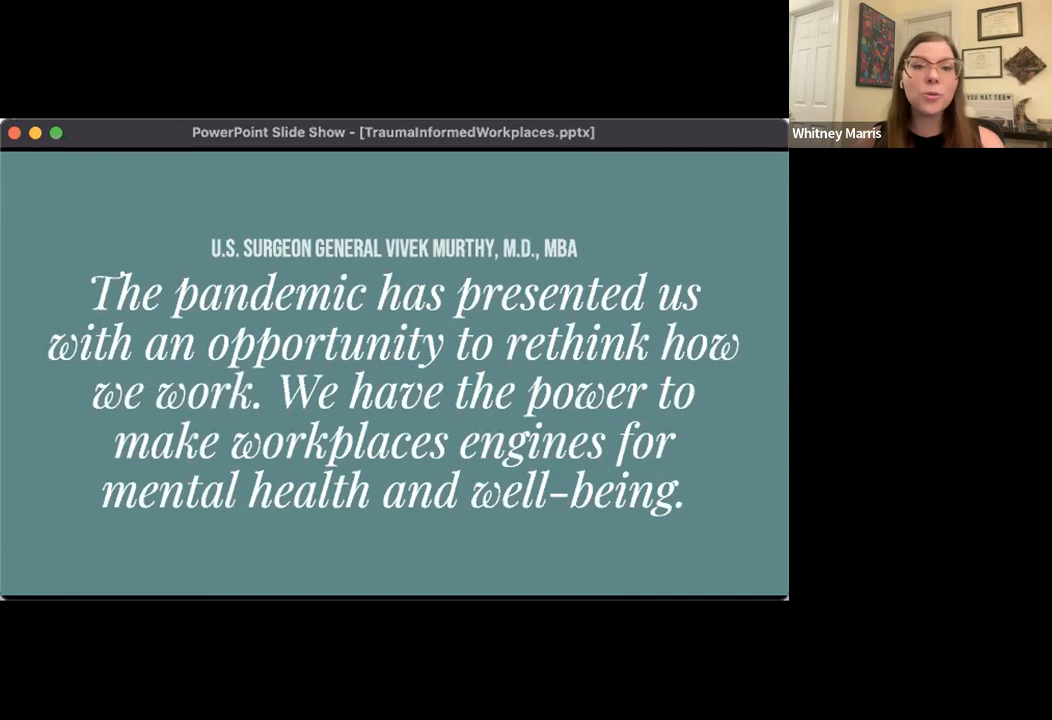 PowerPoint Slide Show - [TraumaInformedWorkplaces.pptx]
U.S. SURGEON GENERAL VIVEK MURTHY, M.D., MBA
The pandemic has presented us
with an opportunity to rethink how
we work. We have the power to
make workplaces engines for
mental health and well-being.
YOU MATTER
Whitney Marris